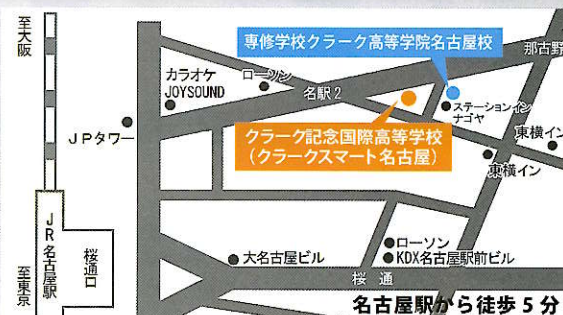 至大阪
専修学校クラーク高等学院名古屋校
那古野
カラオケ
JOYSOUND
ローソン
名駅2
ステーションイン
ナゴヤ
JPタワー
クラーク記念国際高等学校
(クラークスマート名古屋)
東横イン
東横イン
JR名古屋駅
桜通口
至東京
大名古屋ビル
ローソン
KDX名古屋駅前ビル
桜通
名古屋駅から徒歩5分